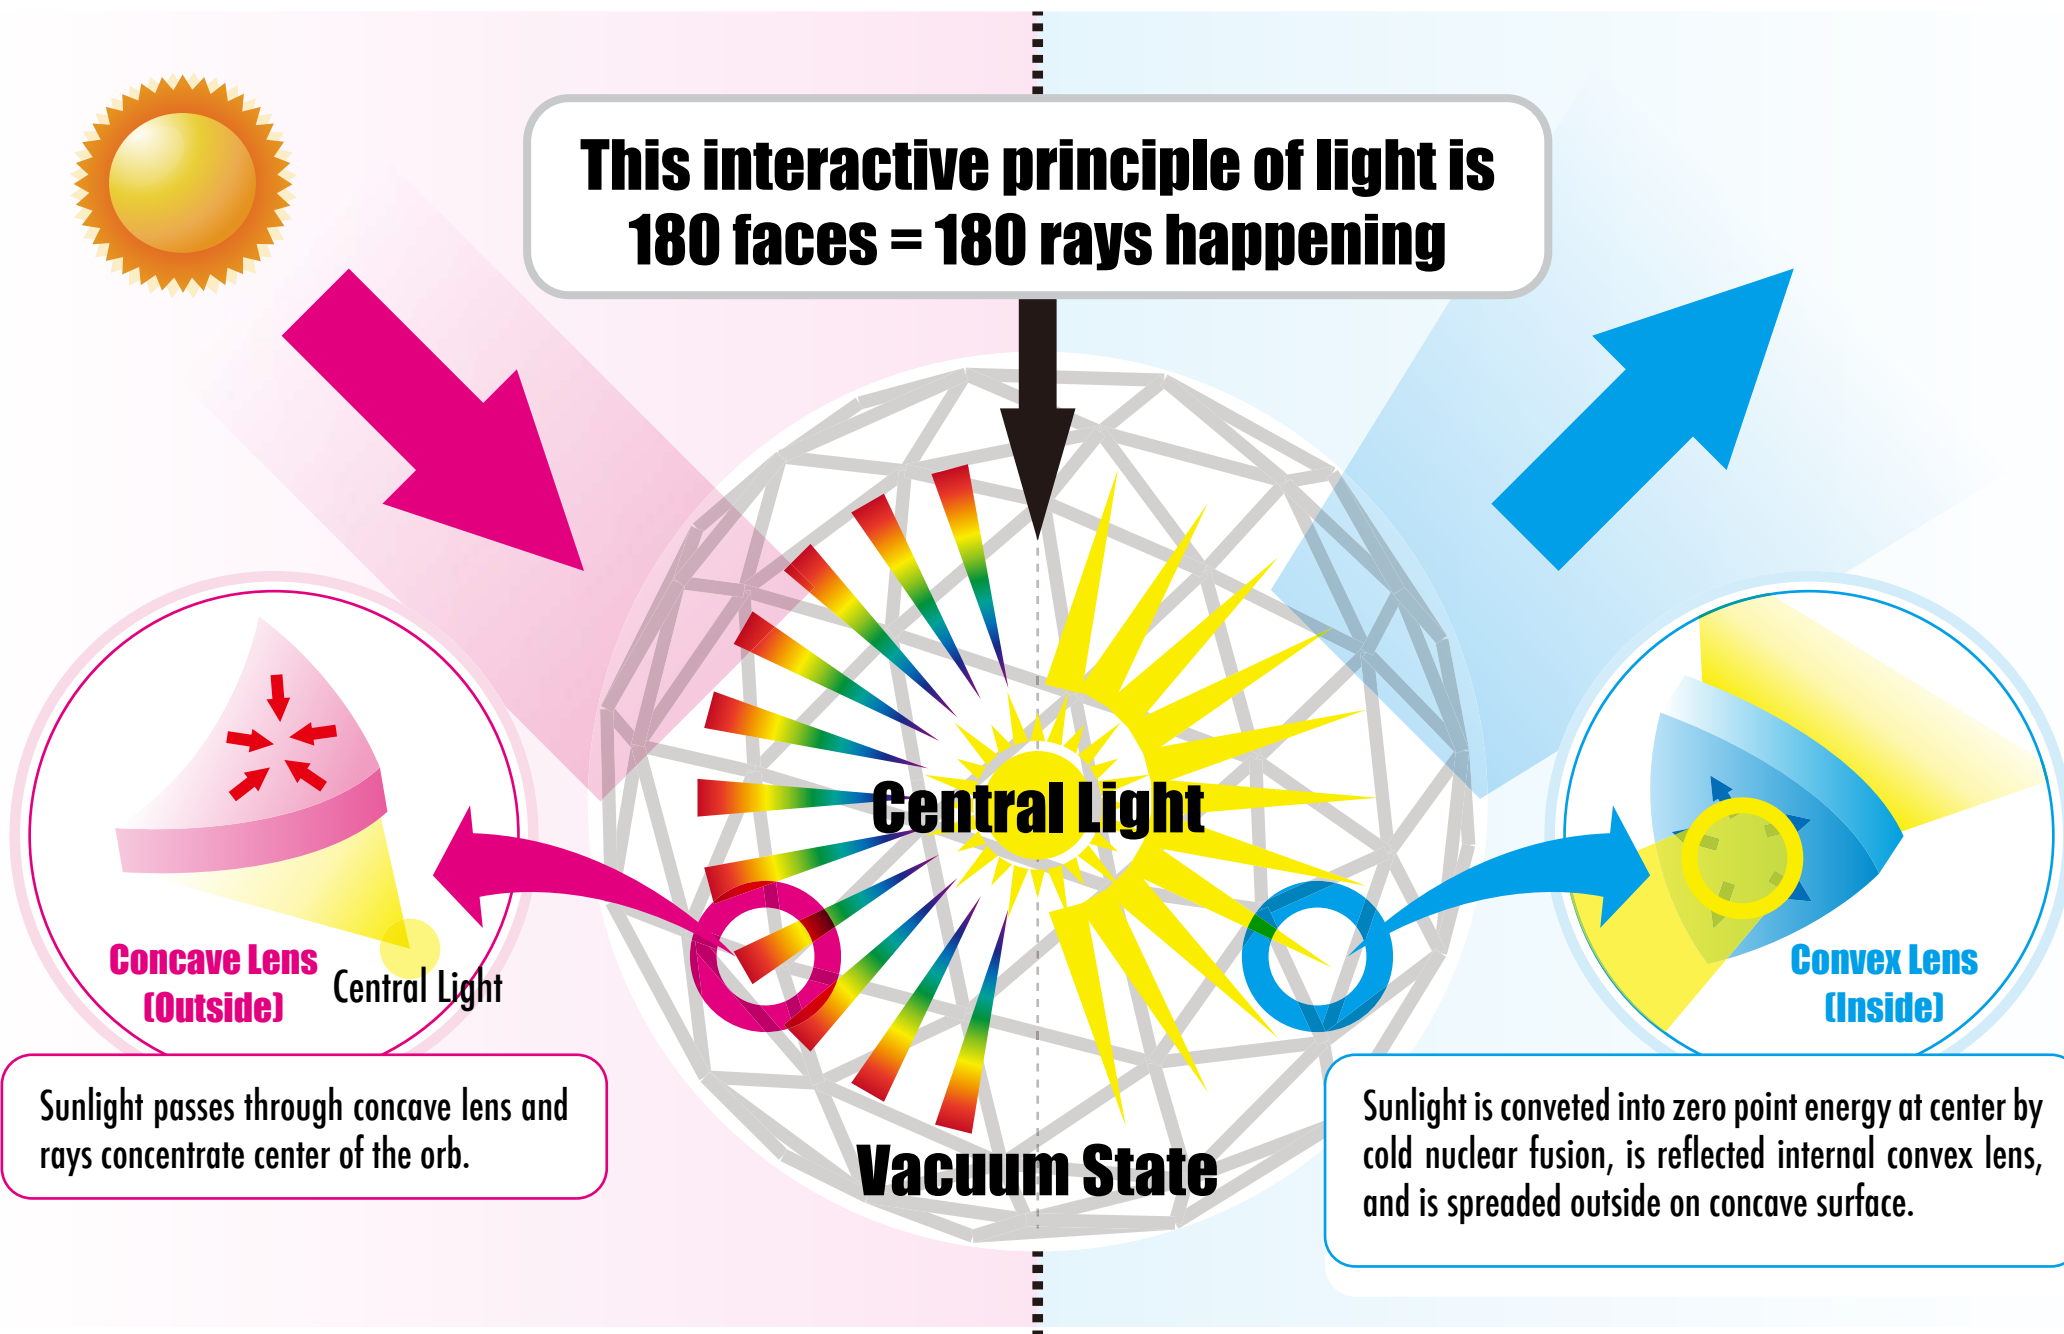 This interactive principle of light is
180 faces = 180 rays happening
Central Light
Concave Lens
(Outside)
Central Light
Convex Lens
(Inside)
Sunlight passes through concave lens and
rays concentrate center of the orb.
Vacuum State
Sunlight is conveted into zero point energy at center by
cold nuclear fusion, is reflected internal convex lens,
and is spreaded outside on concave surface.